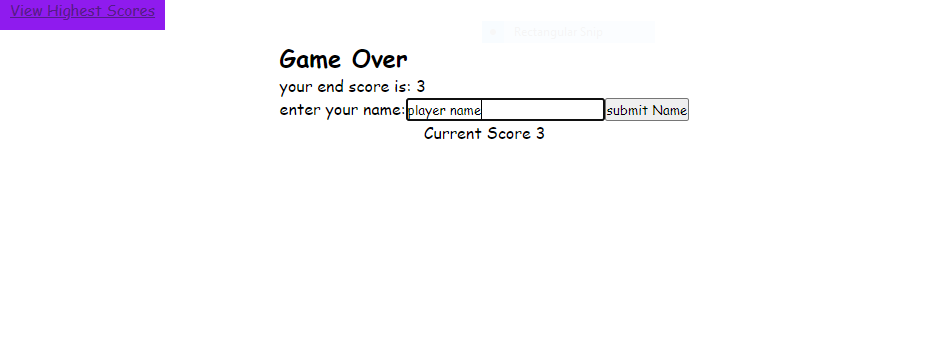 View Highest Scores
Rectangular Snip
Game Over
your end score is: 3
enter your name: player name submit Name
Current Score 3